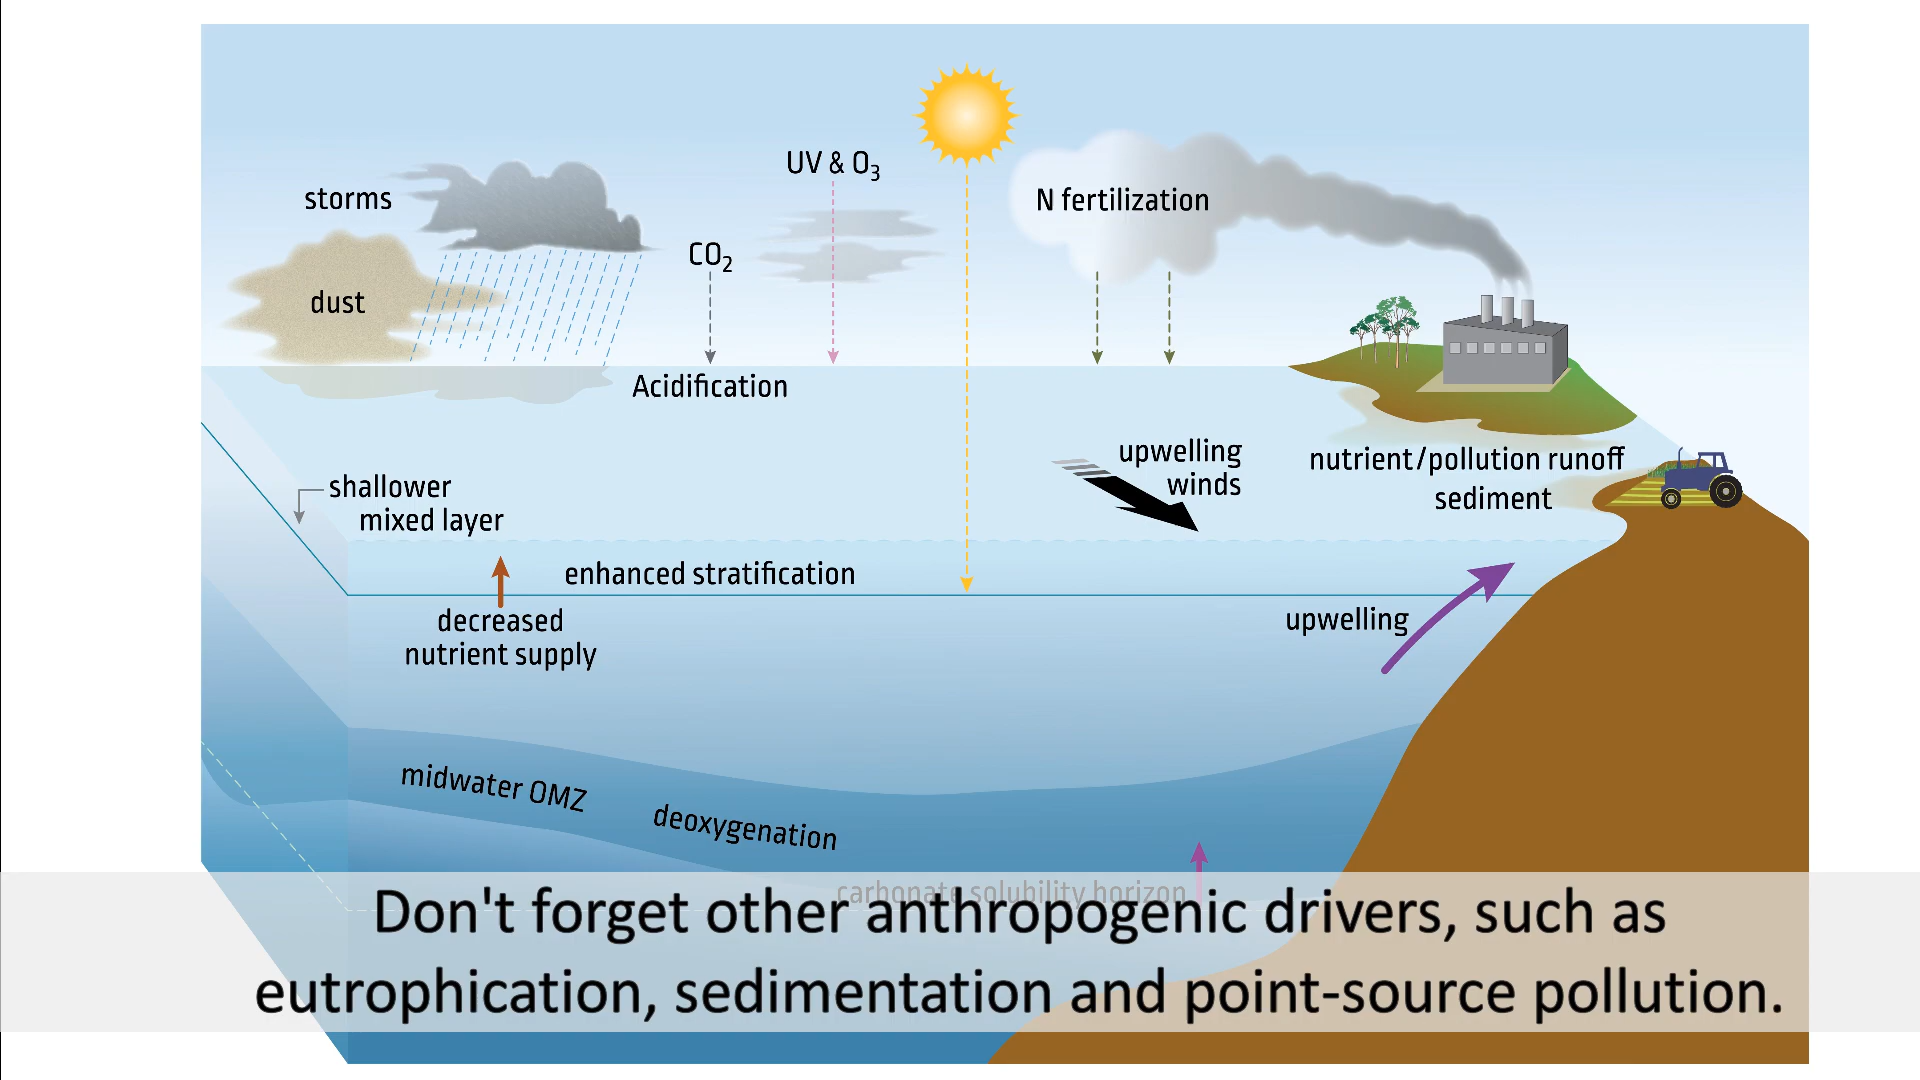 UV & O₃
storms
N fertilization
CO₂
dust
Acidification
upwelling
winds
nutrient/pollution runoff
sediment
shallower
mixed layer
enhanced stratification
decreased
nutrient supply
upwelling
midwater OMZ
deoxygenation
carbonate solubility horizon
Don't forget other anthropogenic drivers, such as
eutrophication, sedimentation and point-source pollution.